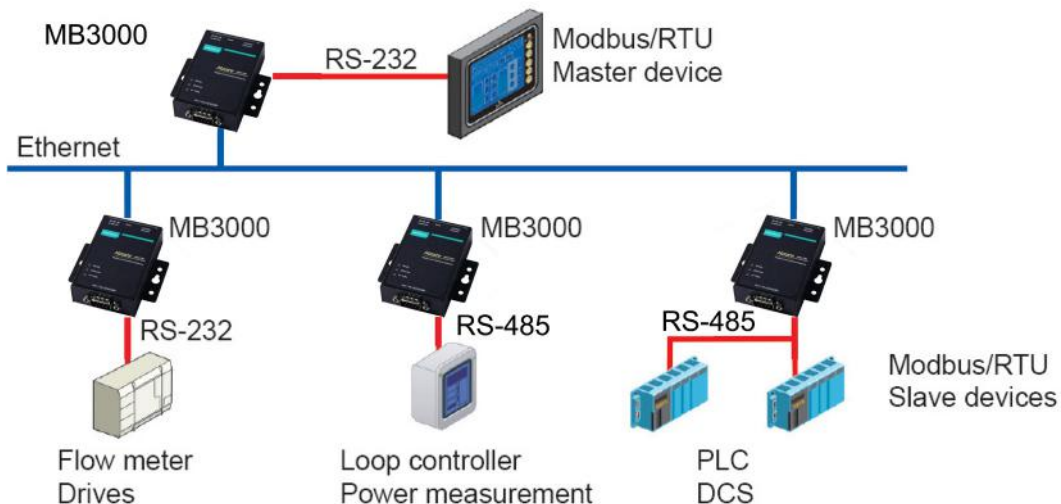 MB3000
RS-232
Modbus/RTU
Master device
Ethernet
MB3000
MB3000
MB3000
RS-232
RS-485
RS-485
Modbus/RTU
Slave devices
Flow meter
Drives
Loop controller
Power measurement
PLC
DCS